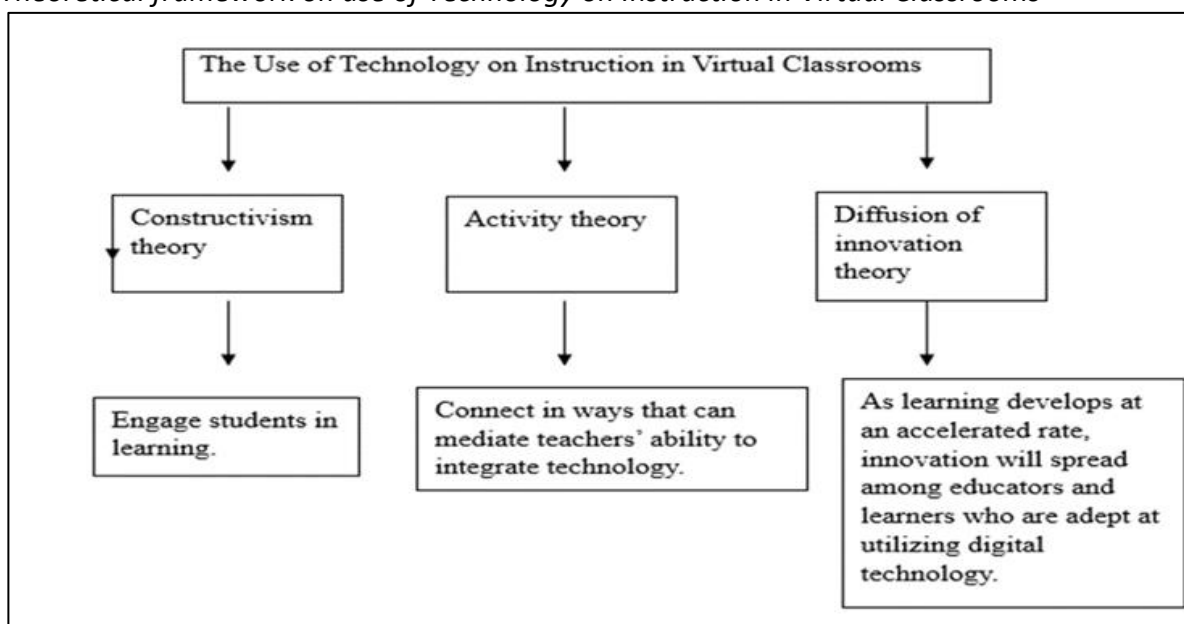 Theoretical framework on use of Technology on Instruction in Virtual Classrooms
The Use of Technology on Instruction in Virtual Classrooms
Constructivism
theory
Activity theory
Diffusion of
innovation
theory
Engage students in
learning.
Connect in ways that can
mediate teachers’ ability to
integrate technology.
As learning develops at
an accelerated rate,
innovation will spread
among educators and
learners who are adept at
utilizing digital
technology.